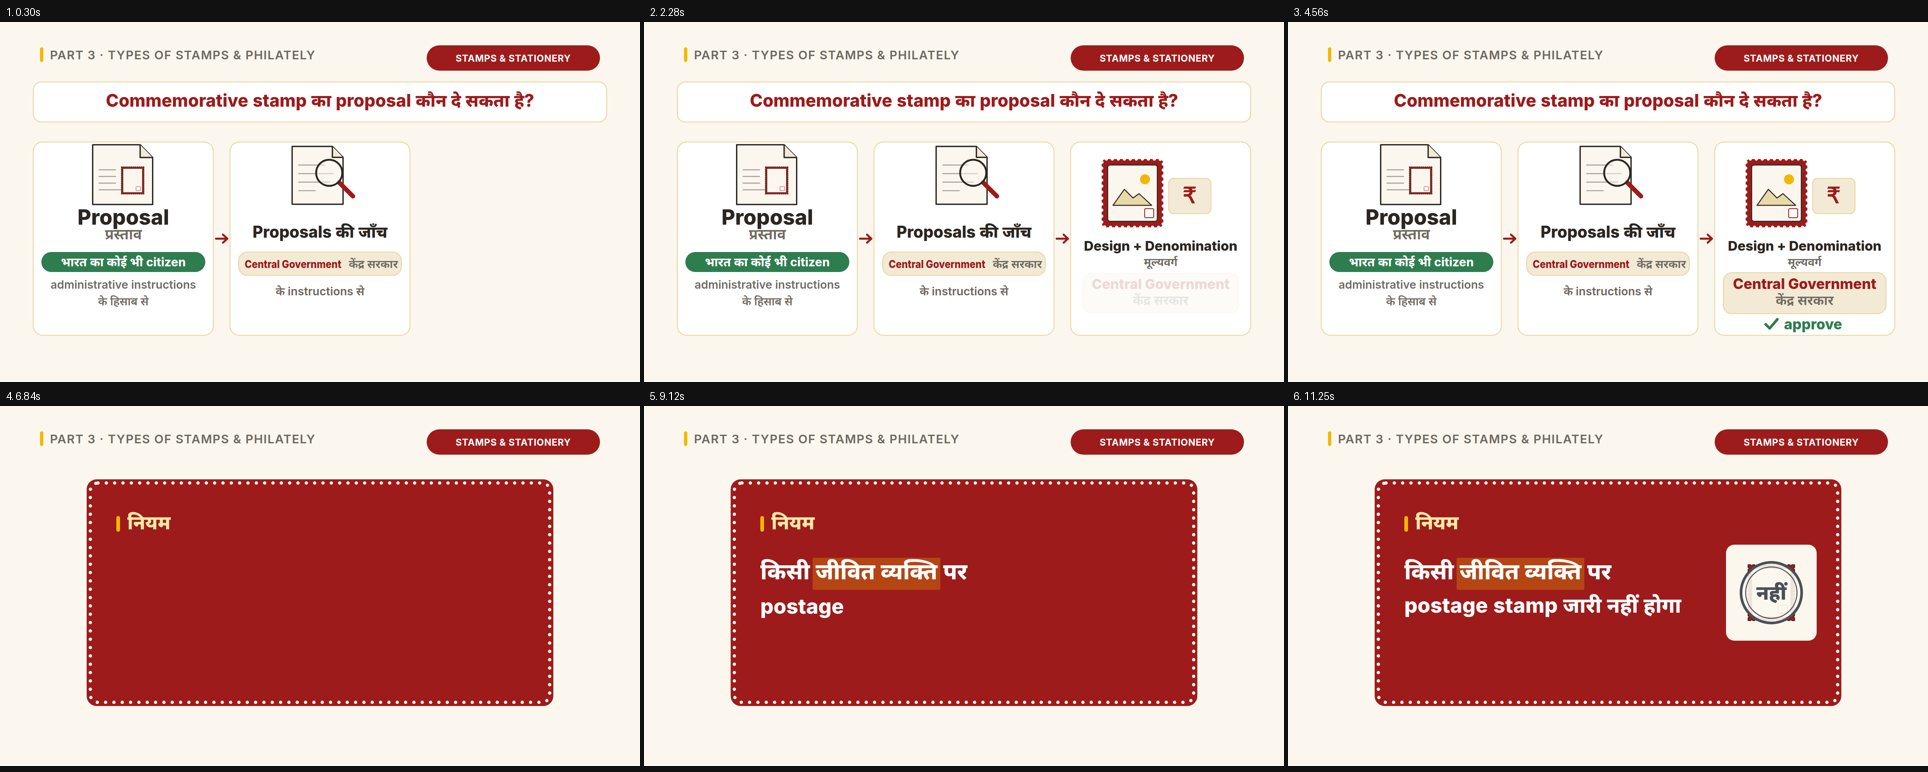 1. 0.30s
PART 3 · TYPES OF STAMPS & PHILATELY
STAMPS & STATIONERY
Commemorative stamp का proposal कौन दे सकता है?
Proposal
प्रस्ताव
भारत का कोई भी citizen
administrative instructions
के हिसाब से
→
Proposals की जाँच
Central Government केंद्र सरकार
के instructions से
2. 2.28s
PART 3 · TYPES OF STAMPS & PHILATELY
STAMPS & STATIONERY
Commemorative stamp का proposal कौन दे सकता है?
Proposal
प्रस्ताव
भारत का कोई भी citizen
administrative instructions
के हिसाब से
→
Proposals की जाँच
Central Government केंद्र सरकार
के instructions से
→
₹
Design + Denomination
मूल्यवर्ग
Central Government
केंद्र सरकार
3. 4.56s
PART 3 · TYPES OF STAMPS & PHILATELY
STAMPS & STATIONERY
Commemorative stamp का proposal कौन दे सकता है?
Proposal
प्रस्ताव
भारत का कोई भी citizen
administrative instructions
के हिसाब से
→
Proposals की जाँच
Central Government केंद्र सरकार
के instructions से
→
₹
Design + Denomination
मूल्यवर्ग
Central Government
केंद्र सरकार
✓ approve
4. 6.84s
PART 3 · TYPES OF STAMPS & PHILATELY
STAMPS & STATIONERY
नियम
5. 9.12s
PART 3 · TYPES OF STAMPS & PHILATELY
STAMPS & STATIONERY
नियम
किसी जीवित व्यक्ति पर
postage
6. 11.25s
PART 3 · TYPES OF STAMPS & PHILATELY
STAMPS & STATIONERY
नियम
किसी जीवित व्यक्ति पर
postage stamp जारी नहीं होगा
नहीं